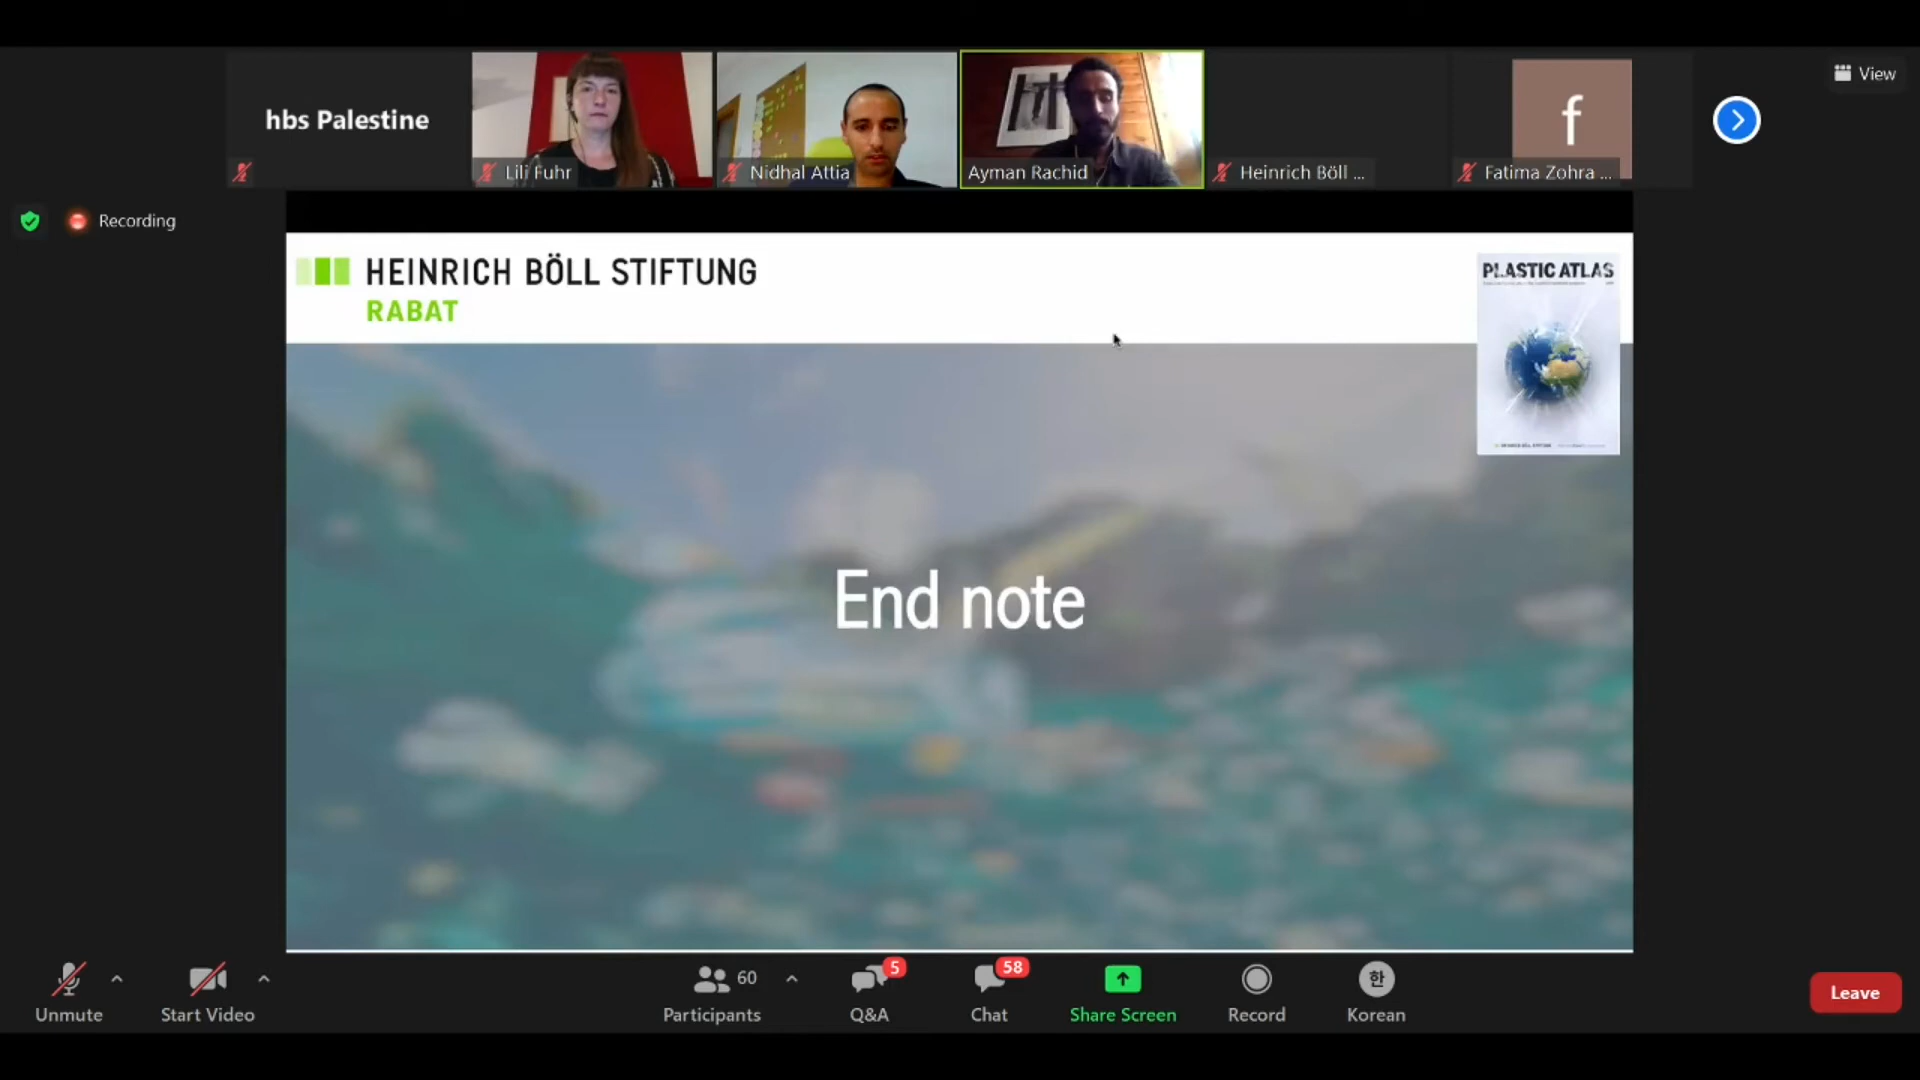 View
hbs Palestine
Lili Fuhr
Nidhal Attia
Ayman Rachid
Heinrich Böll ...
f
Fatima Zohra ...
Recording
HEINRICH BÖLL STIFTUNG
RABAT
PLASTIC ATLAS
End note
60
5
58
한
Unmute
Start Video
Participants
Q&A
Chat
Share Screen
Record
Korean
Leave